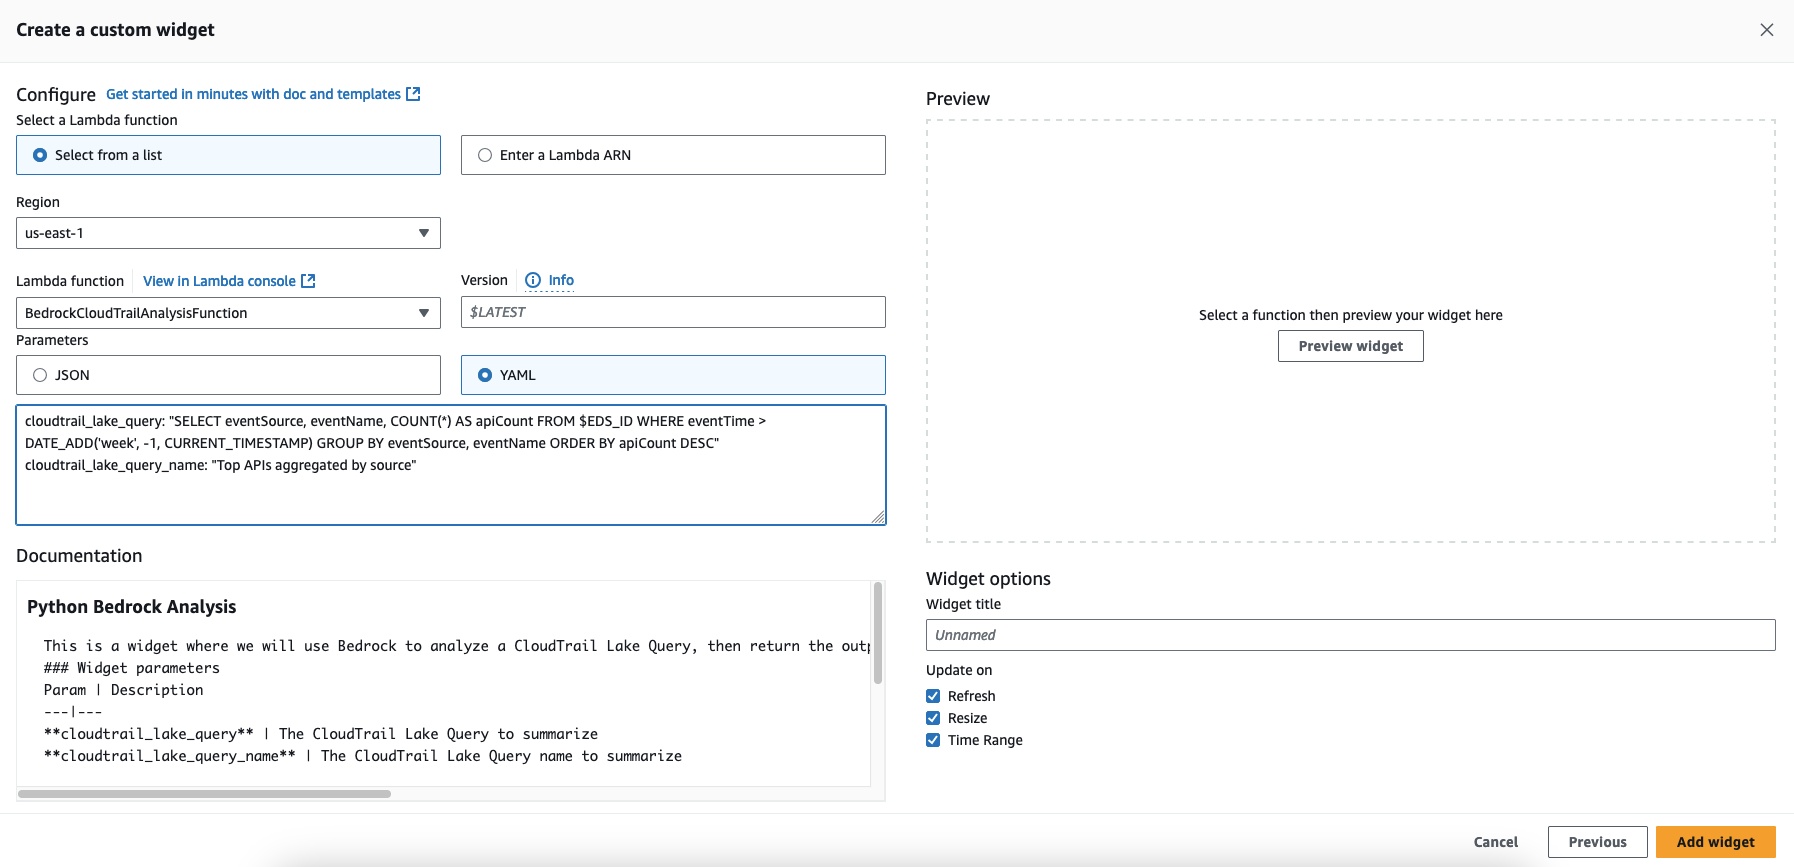 Create a custom widget
Configure Get started in minutes with doc and templates
Select a Lambda function
Select from a list
Enter a Lambda ARN
Region
us-east-1
Lambda function View in Lambda console
Version Info
BedrockCloudTrailAnalysisFunction
$LATEST
Parameters
JSON
YAML
cloudtrail_lake_query: "SELECT eventSource, eventName, COUNT(*) AS apiCount FROM $EDS_ID WHERE eventTime >
DATE_ADD('week', -1, CURRENT_TIMESTAMP) GROUP BY eventSource, eventName ORDER BY apiCount DESC"
cloudtrail_lake_query_name: "Top APIs aggregated by source"
Documentation
Python Bedrock Analysis
This is a widget where we will use Bedrock to analyze a CloudTrail Lake Query, then return the outp
### Widget parameters
Param | Description
---|---
**cloudtrail_lake_query** | The CloudTrail Lake Query to summarize
**cloudtrail_lake_query_name** | The CloudTrail Lake Query name to summarize
Preview
Select a function then preview your widget here
Preview widget
Widget options
Widget title
Unnamed
Update on
Refresh
Resize
Time Range
Cancel
Previous
Add widget